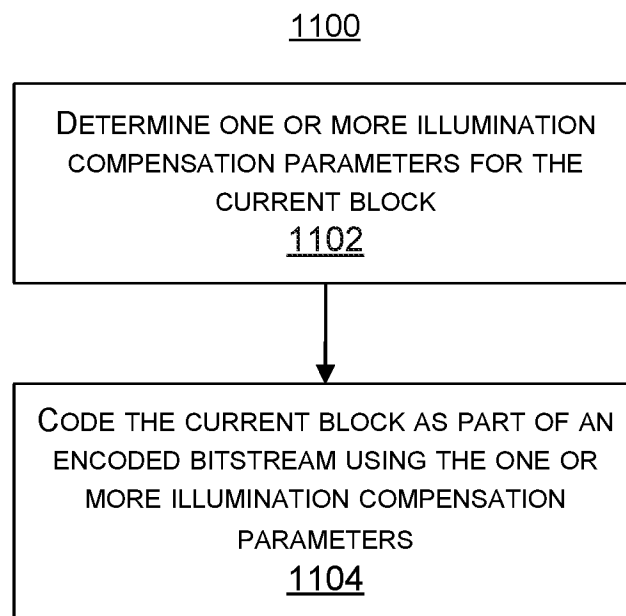 1100
DETERMINE ONE OR MORE ILLUMINATION
COMPENSATION PARAMETERS FOR THE
CURRENT BLOCK
1102
CODE THE CURRENT BLOCK AS PART OF AN
ENCODED BITSTREAM USING THE ONE OR
MORE ILLUMINATION COMPENSATION
PARAMETERS
1104